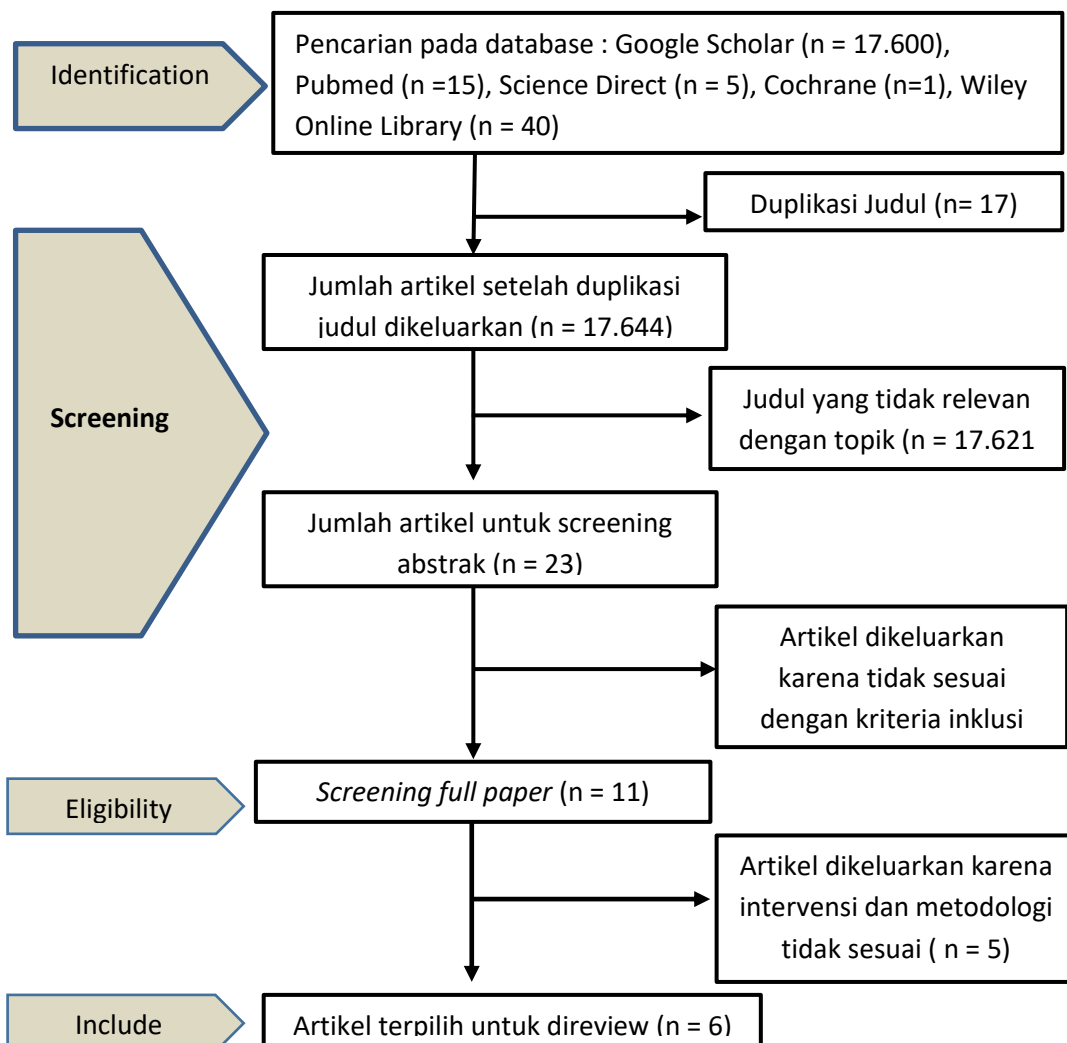 Identification
Pencarian pada database : Google Scholar (n = 17.600),
Pubmed (n =15), Science Direct (n = 5), Cochrane (n=1), Wiley
Online Library (n = 40)
Duplikasi Judul (n= 17)
Jumlah artikel setelah duplikasi
judul dikeluarkan (n = 17.644)
Screening
Judul yang tidak relevan
dengan topik (n = 17.621
Jumlah artikel untuk screening
abstrak (n = 23)
Artikel dikeluarkan
karena tidak sesuai
dengan kriteria inklusi
Eligibility
Screening full paper (n = 11)
Artikel dikeluarkan karena
intervensi dan metodologi
tidak sesuai ( n = 5)
Include
Artikel terpilih untuk direview (n = 6)